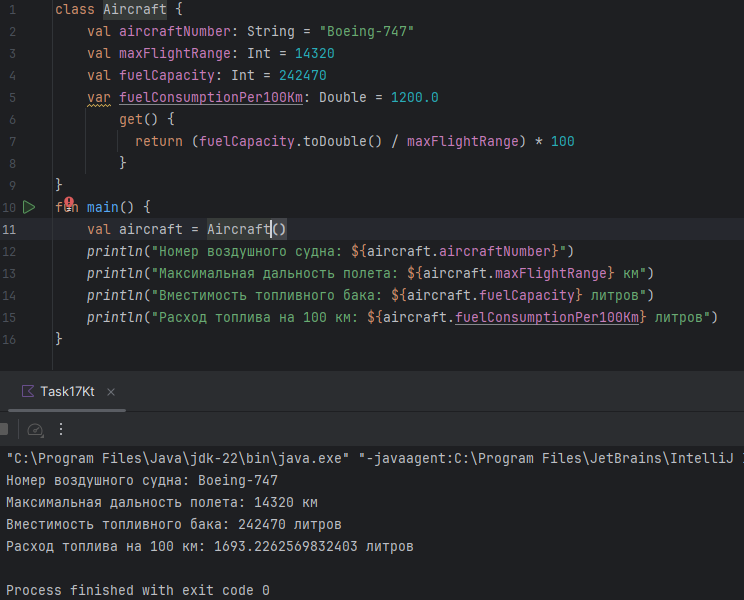 1 class Aircraft {
2 val aircraftNumber: String = "Boeing-747"
3 val maxFlightRange: Int = 14320
4 val fuelCapacity: Int = 242470
5 var fuelConsumptionPer100Km: Double = 1200.0
6 get() {
7 return (fuelCapacity.toDouble() / maxFlightRange) * 100
8 }
9 }
10 fun main() {
11 val aircraft = Aircraft()
12 println("Номер воздушного судна: ${aircraft.aircraftNumber}")
13 println("Максимальная дальность полета: ${aircraft.maxFlightRange} км")
14 println("Вместимость топливного бака: ${aircraft.fuelCapacity} литров")
15 println("Расход топлива на 100 км: ${aircraft.fuelConsumptionPer100Km} литров")
16 }
Task17Kt
"C:\Program Files\Java\jdk-22\bin\java.exe" "-javaagent:C:\Program Files\JetBrains\IntelliJ
Номер воздушного судна: Boeing-747
Максимальная дальность полета: 14320 км
Вместимость топливного бака: 242470 литров
Расход топлива на 100 км: 1693.2262569832403 литров
Process finished with exit code 0